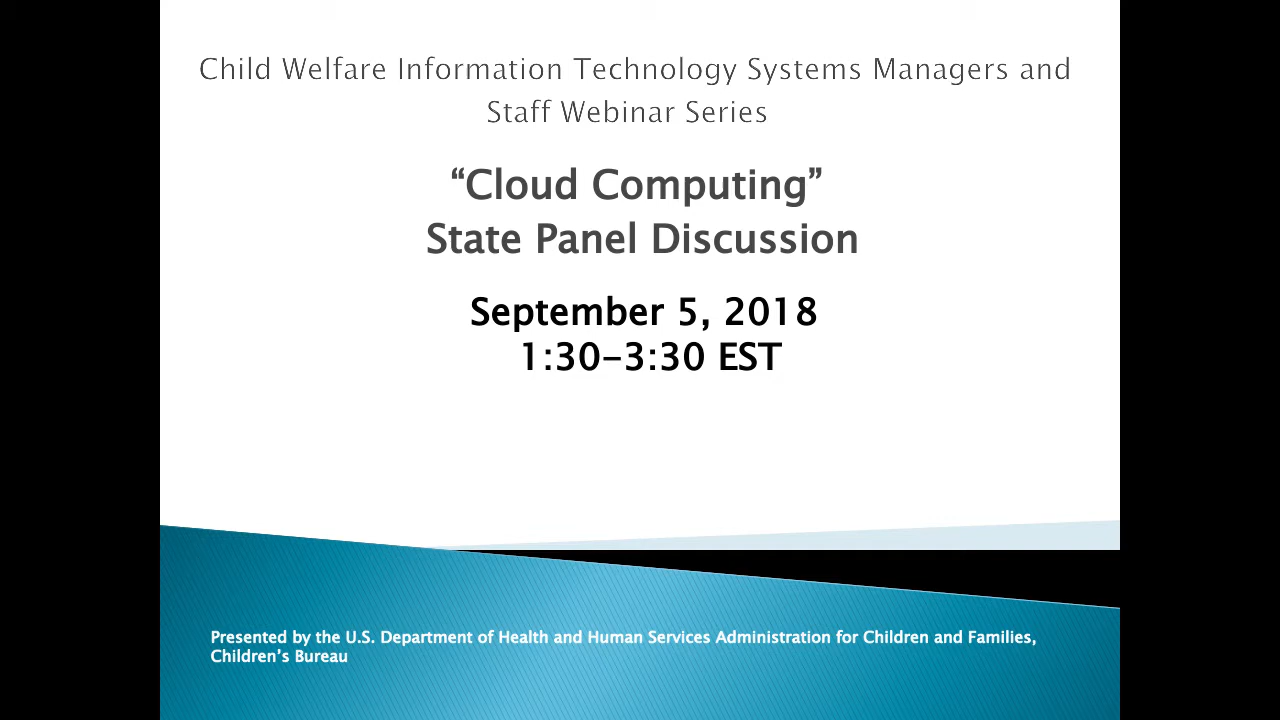 Child Welfare Information Technology Systems Managers and
Staff Webinar Series
“Cloud Computing”
State Panel Discussion
September 5, 2018
1:30-3:30 EST
Presented by the U.S. Department of Health and Human Services Administration for Children and Families,
Children’s Bureau